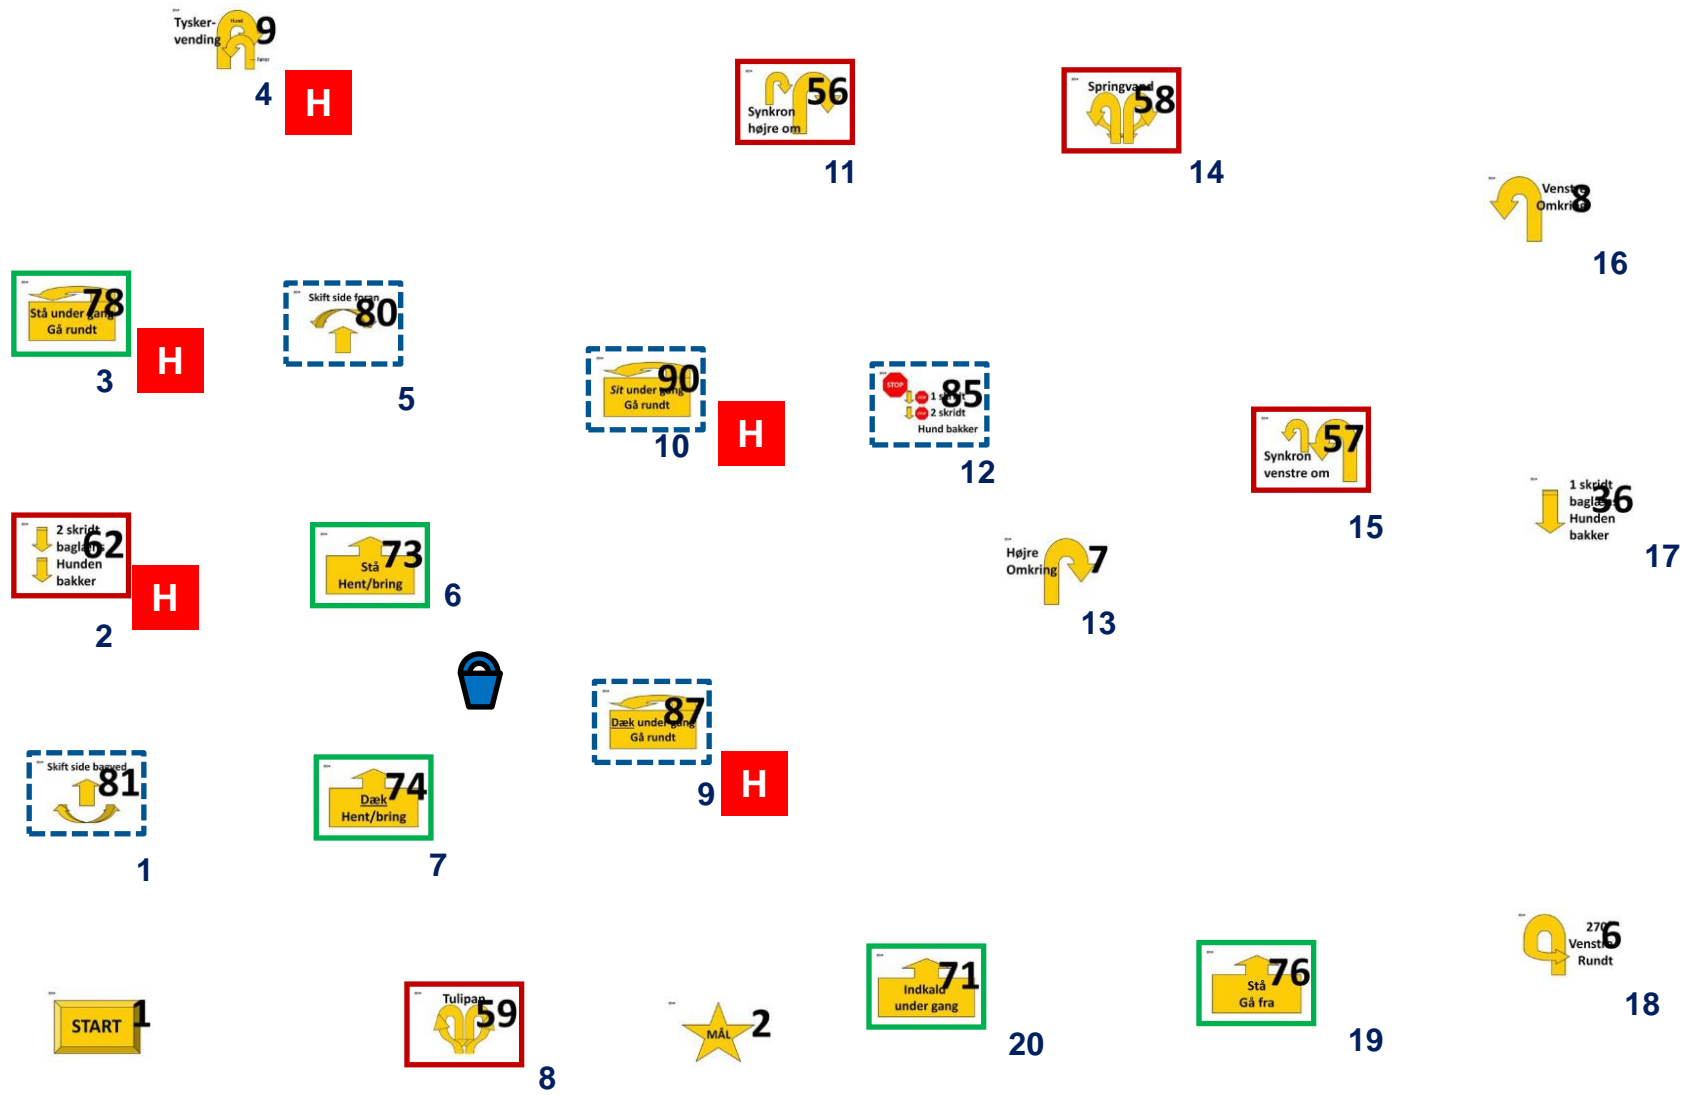 Tysker-
vending
Hund
Fører
9
4
H
56
Synkron
højre om
11
Springvand
58
14
Venstre
Omkring
8
16
78
Stå under gang
Gå rundt
3
H
Skift side foran
80
5
90
Sit under gang
Gå rundt
10
H
STOP
85
1 skridt
2 skridt
Hund bakker
12
57
Synkron
venstre om
15
1 skridt
baglæns
36
Hunden
bakker
17
2 skridt
baglæns
62
Hunden
bakker
2
H
73
Stå
Hent/bring
6
Højre
Omkring
7
13
87
Dæk under gang
Gå rundt
9
H
Skift side bagved
81
1
74
Dæk
Hent/bring
7
START
1
Tulipan
59
8
MÅL
2
71
Indkald
under gang
20
76
Stå
Gå fra
19
270°
Venstre
6
Rundt
18